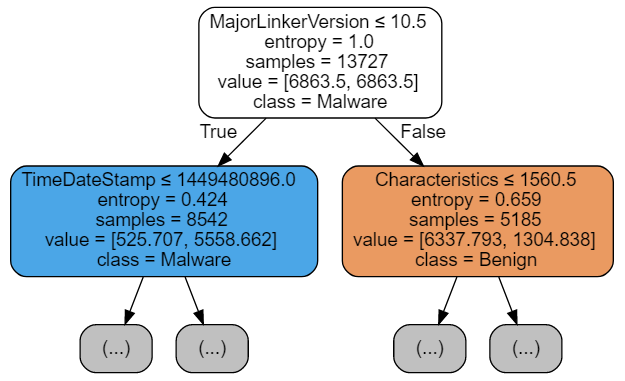 MajorLinkerVersion ≤ 10.5
entropy = 1.0
samples = 13727
value = [6863.5, 6863.5]
class = Malware
True
False
TimeDateStamp ≤ 1449480896.0
entropy = 0.424
samples = 8542
value = [525.707, 5558.662]
class = Malware
Characteristics ≤ 1560.5
entropy = 0.659
samples = 5185
value = [6337.793, 1304.838]
class = Benign
(...)
(...)
(...)
(...)